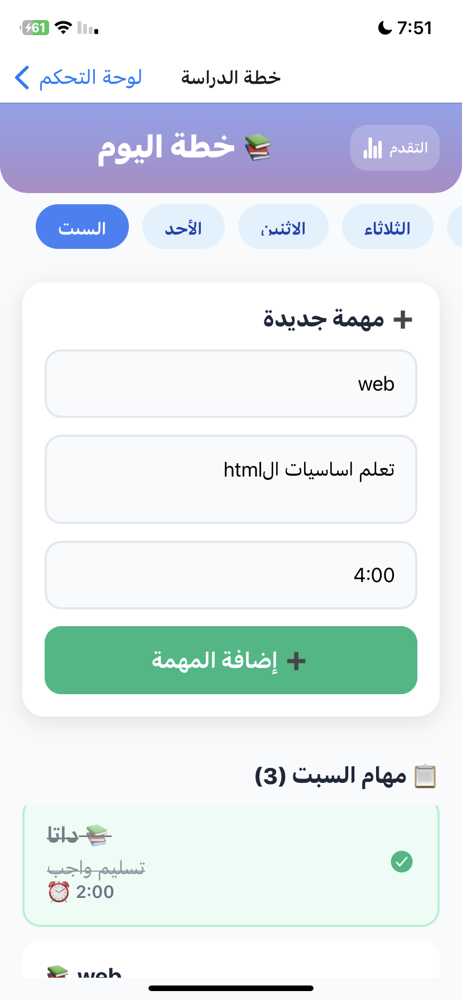 61
7:51
لوحة التحكم
خطة الدراسة
📚 خطة اليوم
التقدم
السبت
الأحد
الاثنين
الثلاثاء
➕ مهمة جديدة
web
تعلم اساسيات الhtml
4:00
➕ إضافة المهمة
📋 مهام السبت (3)
📚 داتا
تسليم واجب
⏰ 2:00
📚 web